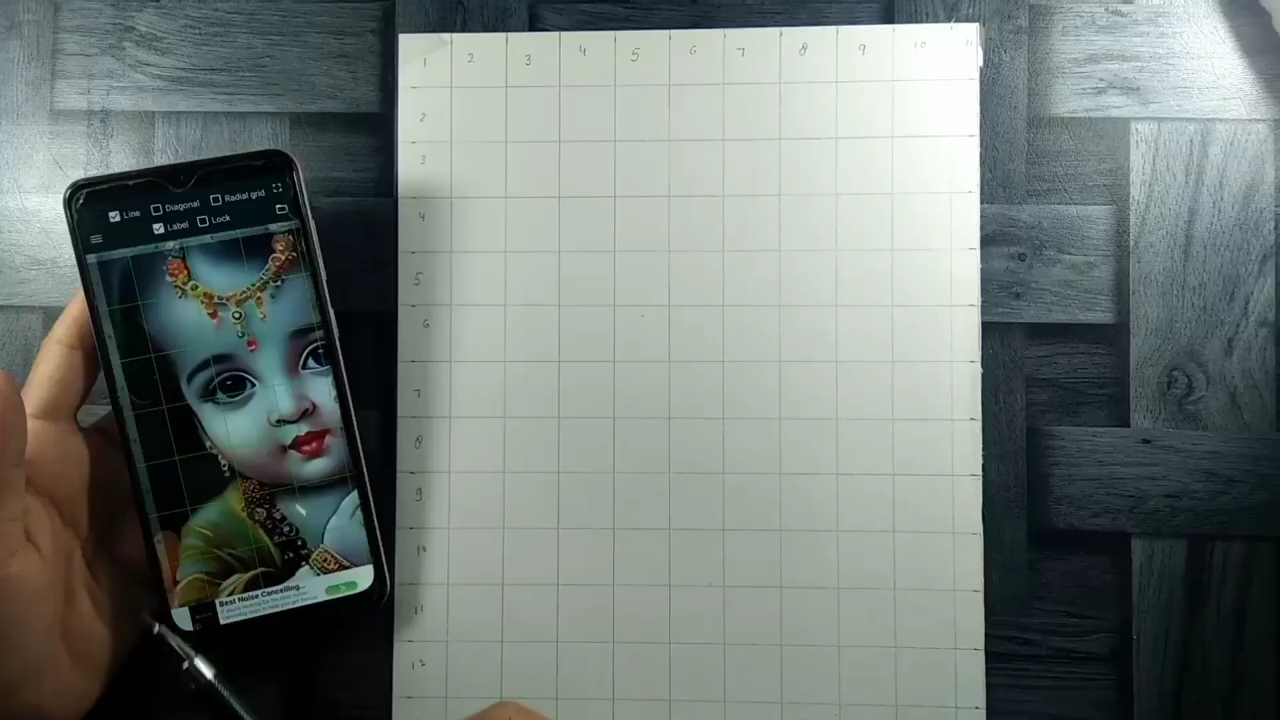 1 2 3 4 5 6 7 8 9 10 11
2
3
4
5
6
7
8
9
10
11
12
Line Diagonal Radial grid
Label Lock
Best Noise Cancelling...